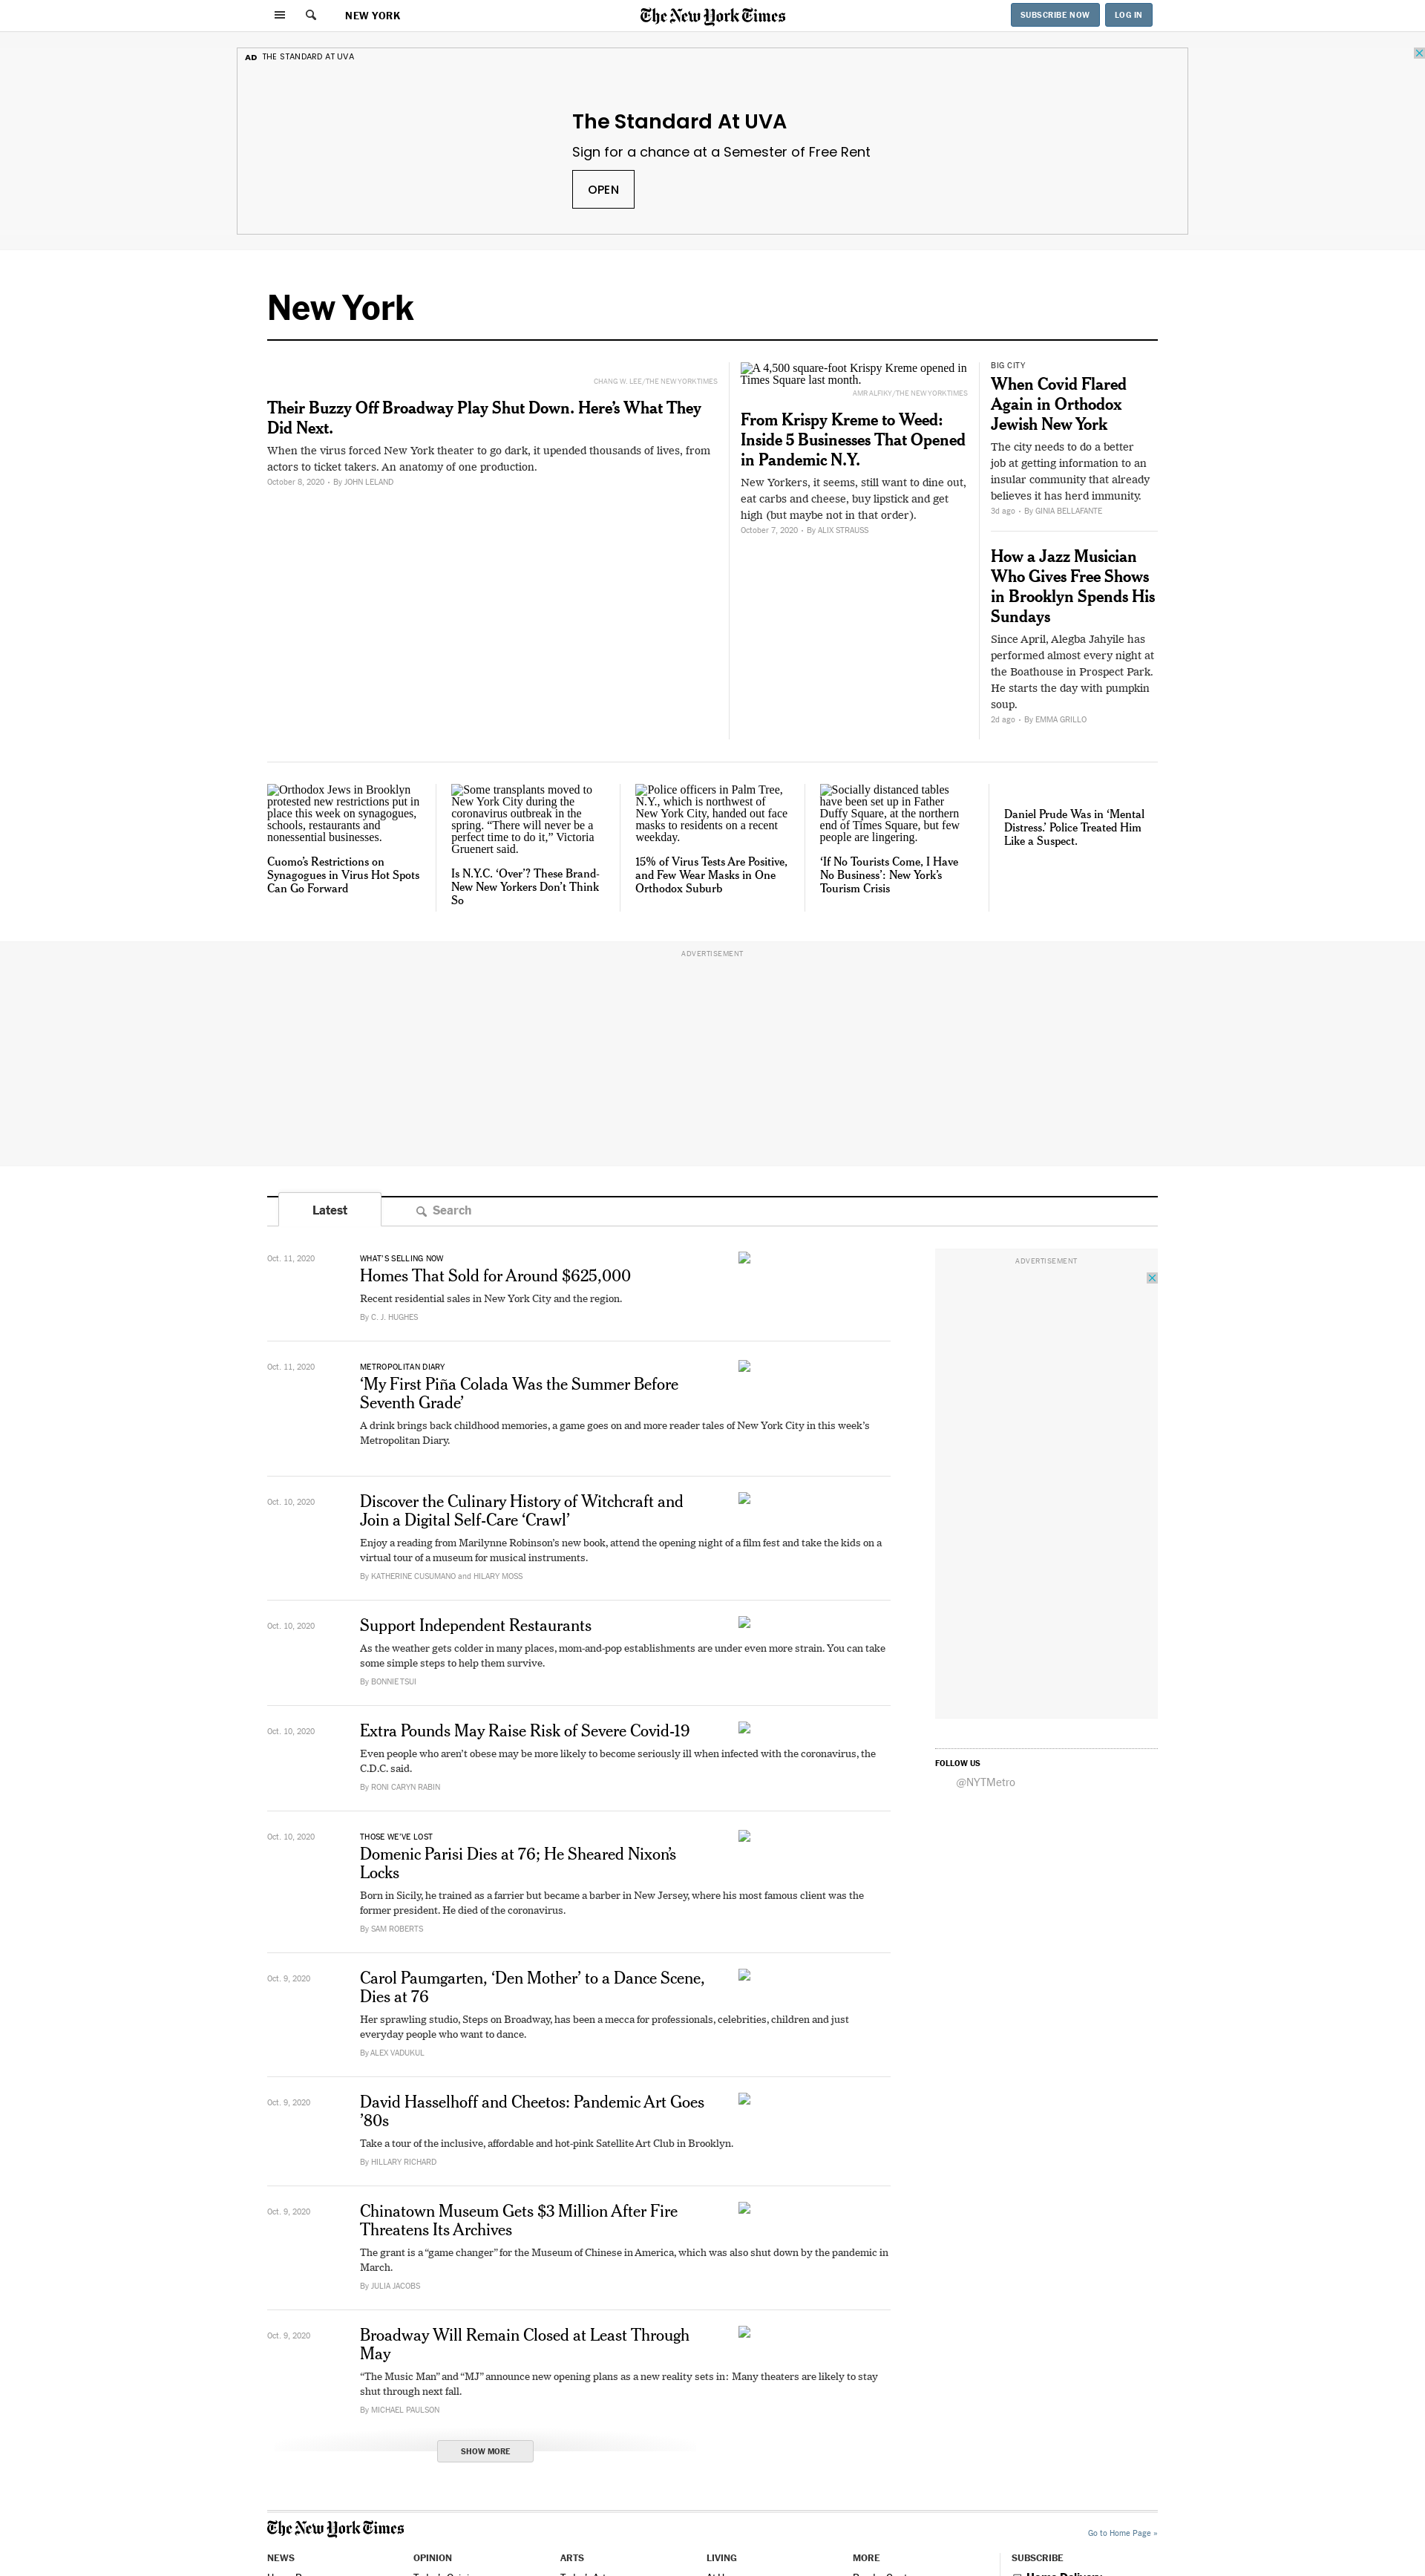 NEW YORK
The New York Times
SUBSCRIBE NOW
LOG IN
AD THE STANDARD AT UVA
The Standard At UVA
Sign for a chance at a Semester of Free Rent
OPEN
New York
CHANG W. LEE/THE NEW YORK TIMES
Their Buzzy Off Broadway Play Shut Down. Here’s What They
Did Next.
When the virus forced New York theater to go dark, it upended thousands of lives, from
actors to ticket takers. An anatomy of one production.
October 8, 2020 • By JOHN LELAND
A 4,500 square-foot Krispy Kreme opened in
Times Square last month.
AMR ALFIKY/THE NEW YORK TIMES
From Krispy Kreme to Weed:
Inside 5 Businesses That Opened
in Pandemic N.Y.
New Yorkers, it seems, still want to dine out,
eat carbs and cheese, buy lipstick and get
high (but maybe not in that order).
October 7, 2020 • By ALIX STRAUSS
BIG CITY
When Covid Flared
Again in Orthodox
Jewish New York
The city needs to do a better
job at getting information to an
insular community that already
believes it has herd immunity.
3d ago • By GINIA BELLAFANTE
How a Jazz Musician
Who Gives Free Shows
in Brooklyn Spends His
Sundays
Since April, Alegba Jahyile has
performed almost every night at
the Boathouse in Prospect Park.
He starts the day with pumpkin
soup.
2d ago • By EMMA GRILLO
Orthodox Jews in Brooklyn
protested new restrictions put in
place this week on synagogues,
schools, restaurants and
nonessential businesses.
Cuomo’s Restrictions on
Synagogues in Virus Hot Spots
Can Go Forward
Some transplants moved to
New York City during the
coronavirus outbreak in the
spring. “There will never be a
perfect time to do it,” Victoria
Gruenert said.
Is N.Y.C. ‘Over’? These Brand-
New New Yorkers Don’t Think
So
Police officers in Palm Tree,
N.Y., which is northwest of
New York City, handed out face
masks to residents on a recent
weekday.
15% of Virus Tests Are Positive,
and Few Wear Masks in One
Orthodox Suburb
Socially distanced tables
have been set up in Father
Duffy Square, at the northern
end of Times Square, but few
people are lingering.
‘If No Tourists Come, I Have
No Business’: New York’s
Tourism Crisis
Daniel Prude Was in ‘Mental
Distress.’ Police Treated Him
Like a Suspect.
ADVERTISEMENT
Latest
Search
Oct. 11, 2020
WHAT’S SELLING NOW
Homes That Sold for Around $625,000
Recent residential sales in New York City and the region.
By C. J. HUGHES
Oct. 11, 2020
METROPOLITAN DIARY
‘My First Piña Colada Was the Summer Before
Seventh Grade’
A drink brings back childhood memories, a game goes on and more reader tales of New York City in this week’s
Metropolitan Diary.
Oct. 10, 2020
Discover the Culinary History of Witchcraft and
Join a Digital Self-Care ‘Crawl’
Enjoy a reading from Marilynne Robinson’s new book, attend the opening night of a film fest and take the kids on a
virtual tour of a museum for musical instruments.
By KATHERINE CUSUMANO and HILARY MOSS
Oct. 10, 2020
Support Independent Restaurants
As the weather gets colder in many places, mom-and-pop establishments are under even more strain. You can take
some simple steps to help them survive.
By BONNIE TSUI
Oct. 10, 2020
Extra Pounds May Raise Risk of Severe Covid-19
Even people who aren’t obese may be more likely to become seriously ill when infected with the coronavirus, the
C.D.C. said.
By RONI CARYN RABIN
Oct. 10, 2020
THOSE WE’VE LOST
Domenic Parisi Dies at 76; He Sheared Nixon’s
Locks
Born in Sicily, he trained as a farrier but became a barber in New Jersey, where his most famous client was the
former president. He died of the coronavirus.
By SAM ROBERTS
Oct. 9, 2020
Carol Paumgarten, ‘Den Mother’ to a Dance Scene,
Dies at 76
Her sprawling studio, Steps on Broadway, has been a mecca for professionals, celebrities, children and just
everyday people who want to dance.
By ALEX VADUKUL
Oct. 9, 2020
David Hasselhoff and Cheetos: Pandemic Art Goes
’80s
Take a tour of the inclusive, affordable and hot-pink Satellite Art Club in Brooklyn.
By HILLARY RICHARD
Oct. 9, 2020
Chinatown Museum Gets $3 Million After Fire
Threatens Its Archives
The grant is a “game changer” for the Museum of Chinese in America, which was also shut down by the pandemic in
March.
By JULIA JACOBS
Oct. 9, 2020
Broadway Will Remain Closed at Least Through
May
“The Music Man” and “MJ” announce new opening plans as a new reality sets in: Many theaters are likely to stay
shut through next fall.
By MICHAEL PAULSON
SHOW MORE
ADVERTISEMENT
FOLLOW US
@NYTMetro
The New York Times
Go to Home Page »
NEWS
OPINION
ARTS
LIVING
MORE
SUBSCRIBE